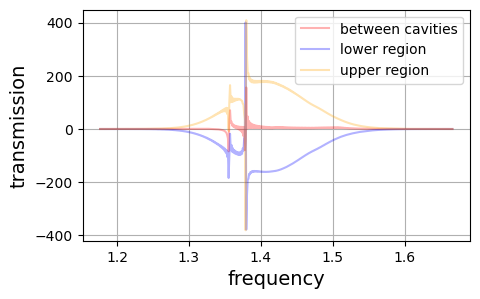 400
200
0
−200
−400
transmission
between cavities
lower region
upper region
1.2 1.3 1.4 1.5 1.6
frequency